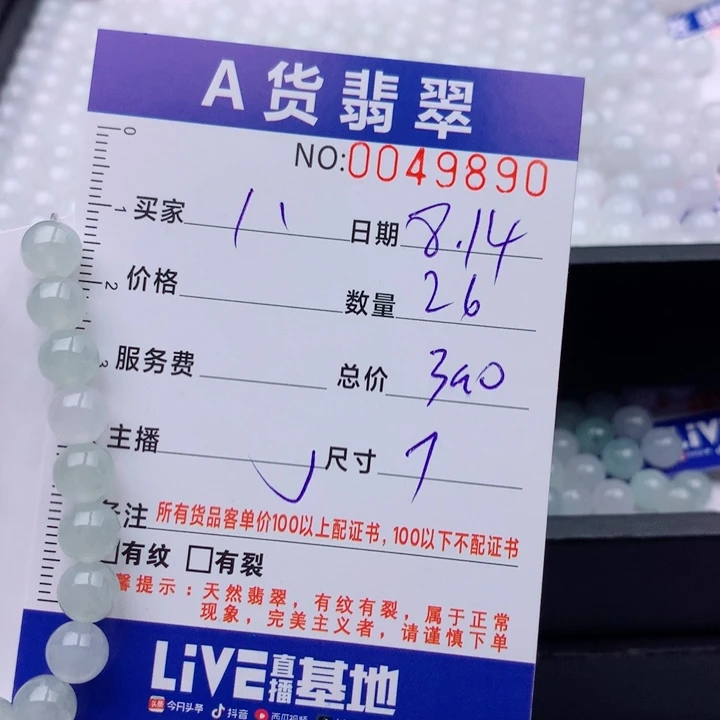 A货翡翠
NO:0049890
买家 八 日期 8.14
价格 数量 26
服务费 总价 390
主播 尺寸 7
备注 所有货品客单价100以上配证书，100以下不配证书
有纹 有裂
馨提示：天然翡翠，有纹有裂，属于正常
现象，完美主义者，请谨慎下单
LiVE直播基地
今日头条 抖音 西瓜视频